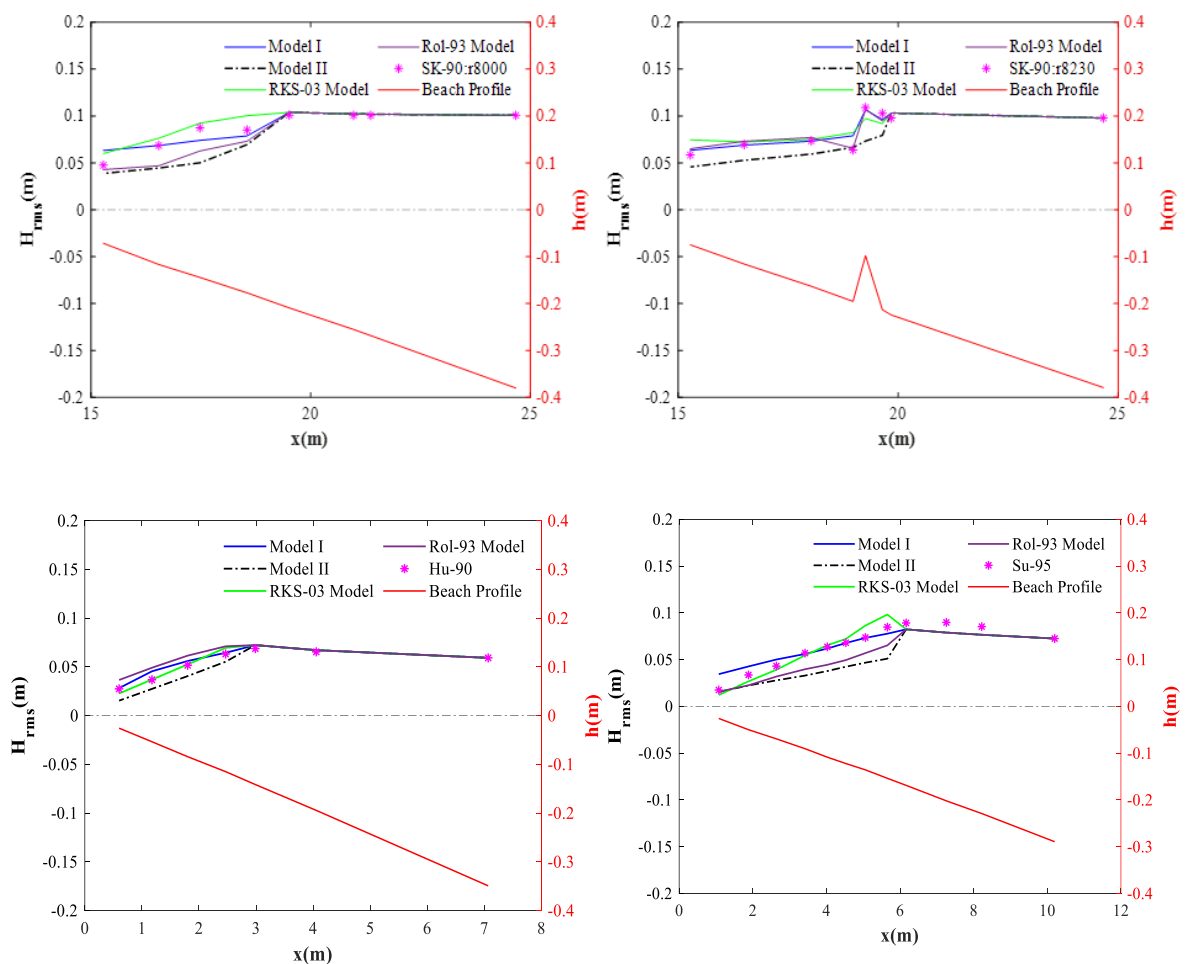 0.2
0.15
0.1
0.05
0
-0.05
-0.1
-0.15
-0.2
H_rms(m)
Model I
Model II
RKS-03 Model
Rol-93 Model
SK-90:r8000
Beach Profile
0.4
0.3
0.2
0.1
0
-0.1
-0.2
-0.3
-0.4
h(m)
15 20 25
x(m)
0.2
0.15
0.1
0.05
0
-0.05
-0.1
-0.15
-0.2
H_rms(m)
Model I
Model II
RKS-03 Model
Rol-93 Model
SK-90:r8230
Beach Profile
0.4
0.3
0.2
0.1
0
-0.1
-0.2
-0.3
-0.4
h(m)
15 20 25
x(m)
0.2
0.15
0.1
0.05
0
-0.05
-0.1
-0.15
-0.2
H_rms(m)
Model I
Model II
RKS-03 Model
Rol-93 Model
Hu-90
Beach Profile
0.4
0.3
0.2
0.1
0
-0.1
-0.2
-0.3
-0.4
h(m)
0 1 2 3 4 5 6 7 8
x(m)
0.2
0.15
0.1
0.05
0
-0.05
-0.1
-0.15
-0.2
H_rms(m)
Model I
Model II
RKS-03 Model
Rol-93 Model
Su-95
Beach Profile
0.4
0.3
0.2
0.1
0
-0.1
-0.2
-0.3
-0.4
h(m)
0 2 4 6 8 10 12
x(m)